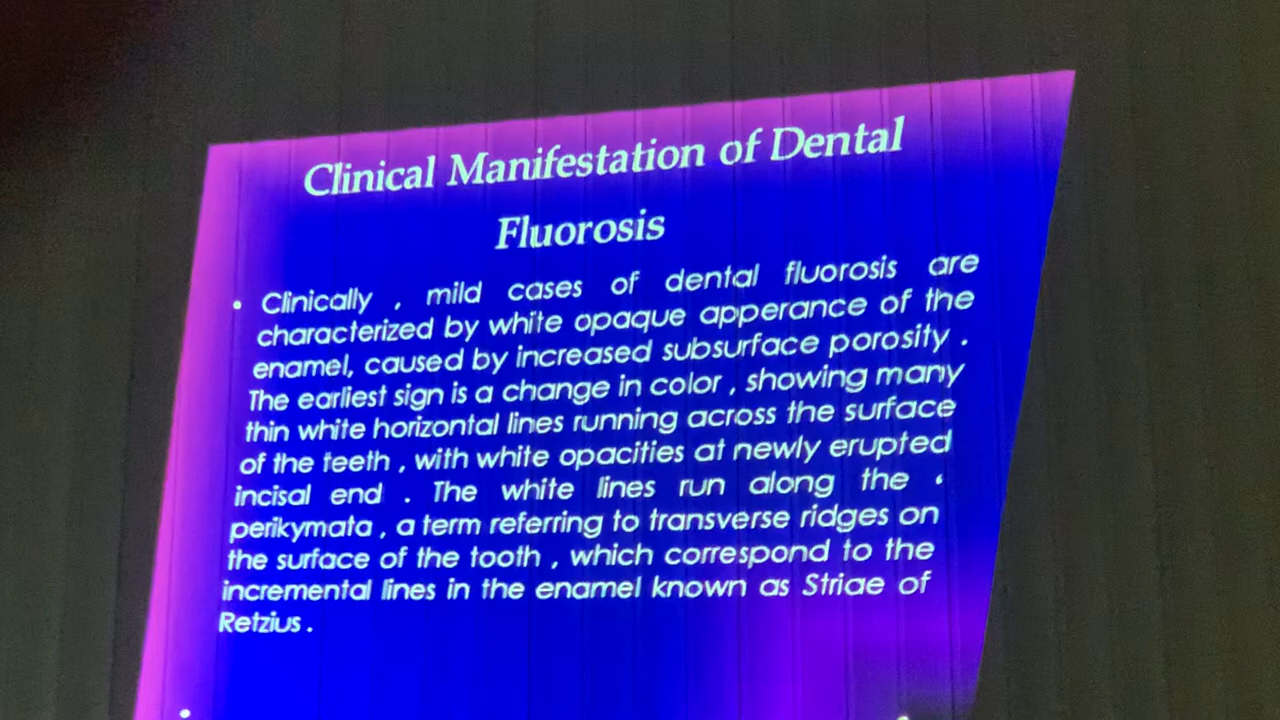 Clinical Manifestation of Dental
Fluorosis
• Clinically , mild cases of dental fluorosis are
characterized by white opaque apperance of the
enamel, caused by increased subsurface porosity .
The earliest sign is a change in color , showing many
thin white horizontal lines running across the surface
of the teeth , with white opacities at newly erupted
incisal end . The white lines run along the ‘
perikymata , a term referring to transverse ridges on
the surface of the tooth , which correspond to the
incremental lines in the enamel known as Striae of
Retzius .